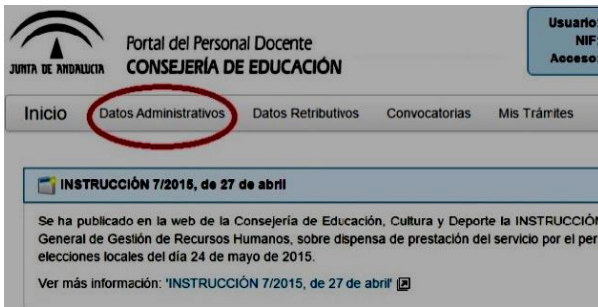 Usuario:
NIF:
Acceso:
JUNTA DE ANDALUCIA
Portal del Personal Docente
CONSEJERÍA DE EDUCACIÓN
Inicio Datos Administrativos Datos Retributivos Convocatorias Mis Trámites
INSTRUCCIÓN 7/2015, de 27 de abril
Se ha publicado en la web de la Consejería de Educación, Cultura y Deporte la INSTRUCCIÓN
General de Gestión de Recursos Humanos, sobre dispensa de prestación del servicio por el per
elecciones locales del día 24 de mayo de 2015.
Ver más información: 'INSTRUCCIÓN 7/2015, de 27 de abril'